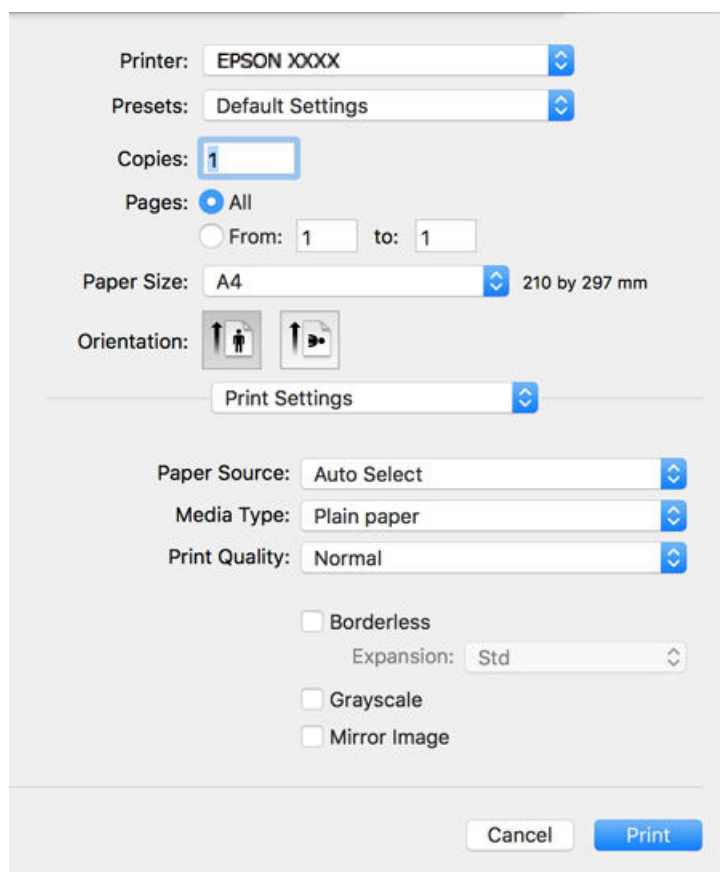 Printer: EPSON XXXX
Presets: Default Settings
Copies: 1
Pages: All
From: 1 to: 1
Paper Size: A4 210 by 297 mm
Orientation:
Print Settings
Paper Source: Auto Select
Media Type: Plain paper
Print Quality: Normal
Borderless
Expansion: Std
Grayscale
Mirror Image
Cancel Print